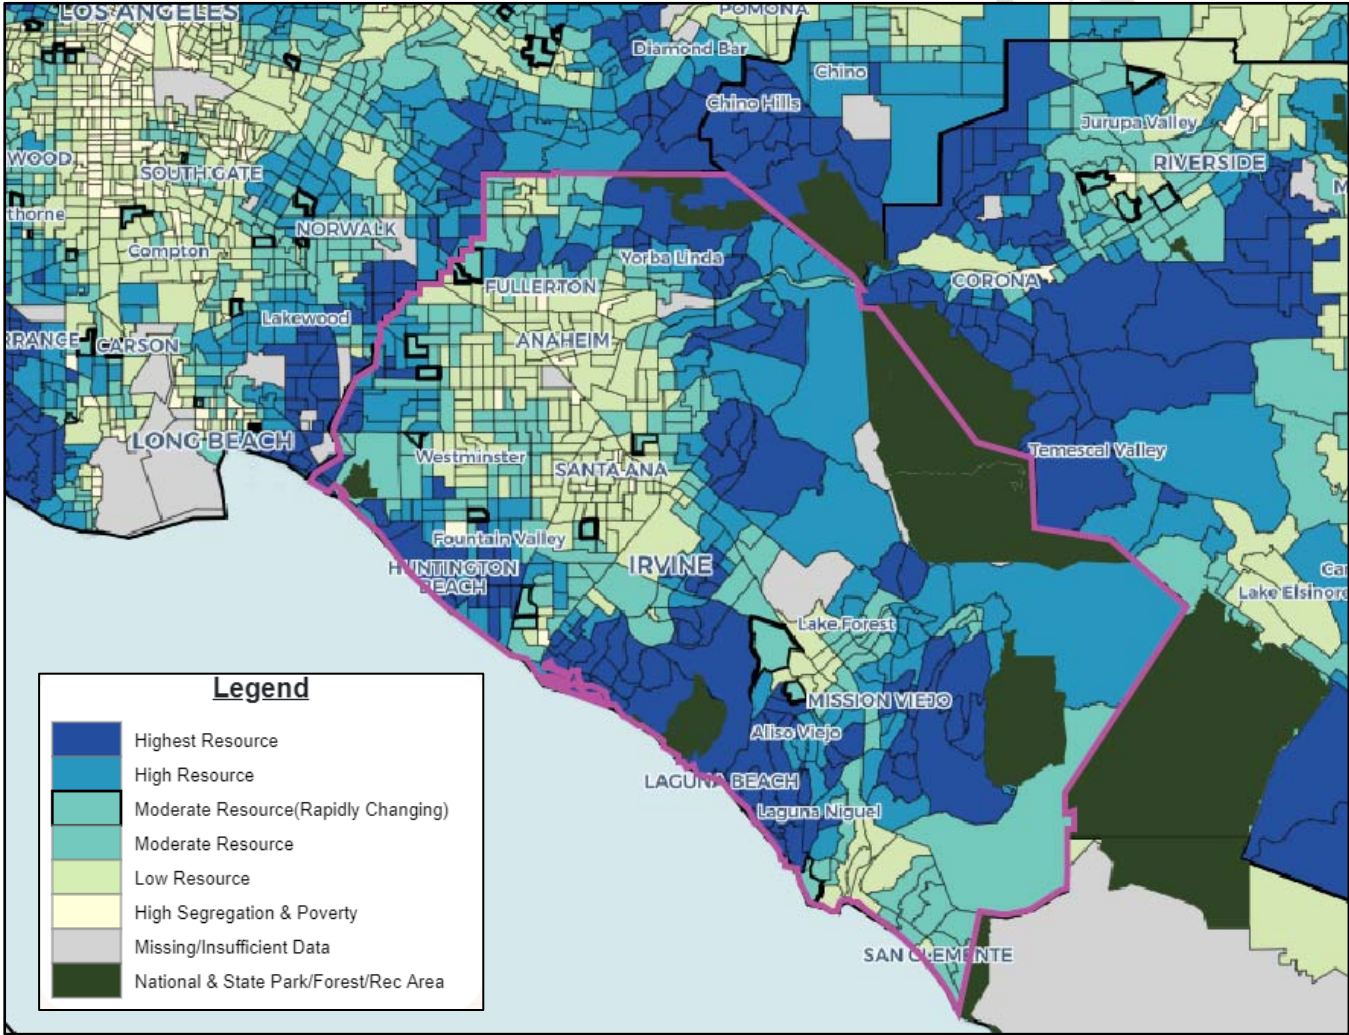 LOS ANGELES
POMONA
Diamond Bar
Chino
Chino Hills
Jurupa Valley
WOOD
SOUTH GATE
RIVERSIDE
M
thorne
NORWALK
Compton
Yorba Linda
CORONA
FULLERTON
Lakewood
RRANCE
CARSON
ANAHEIM
LONG BEACH
Westminster
SANTA ANA
Temescal Valley
Fountain Valley
HUNTINGTON
BEACH
IRVINE
Ca
Lake Elsinore
Lake Forest
MISSION VIEJO
Aliso Viejo
LAGUNA BEACH
Laguna Niguel
SAN CLEMENTE
Legend
Highest Resource
High Resource
Moderate Resource(Rapidly Changing)
Moderate Resource
Low Resource
High Segregation & Poverty
Missing/Insufficient Data
National & State Park/Forest/Rec Area